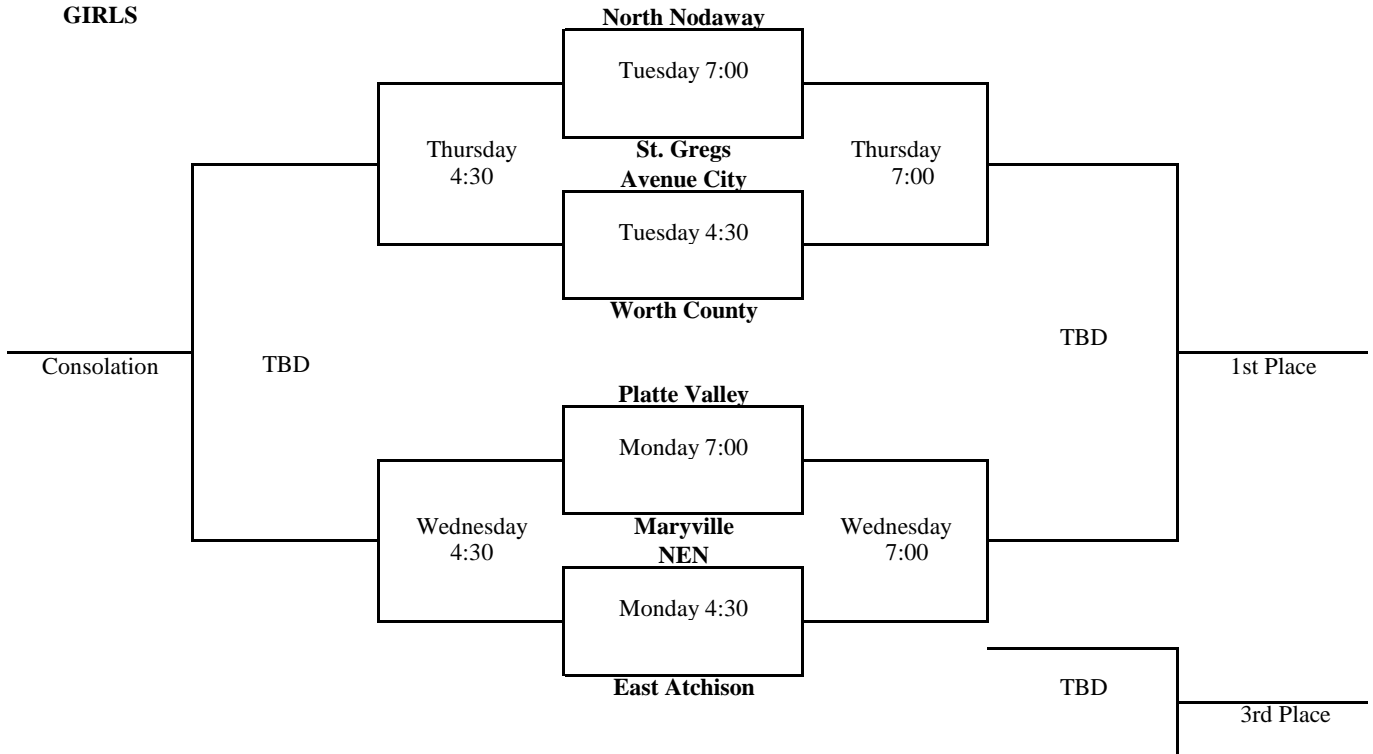 GIRLS
North Nodaway
Tuesday 7:00
Thursday
4:30
St. Gregs
Avenue City
Thursday
7:00
Tuesday 4:30
Worth County
TBD
Consolation
TBD
1st Place
Platte Valley
Monday 7:00
Wednesday
4:30
Maryville
NEN
Wednesday
7:00
Monday 4:30
East Atchison
TBD
3rd Place